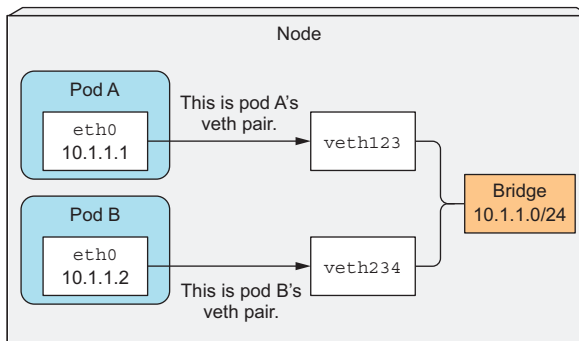 Node
Pod A
eth0
10.1.1.1
This is pod A's
veth pair.
veth123
Bridge
10.1.1.0/24
Pod B
eth0
10.1.1.2
This is pod B's
veth pair.
veth234